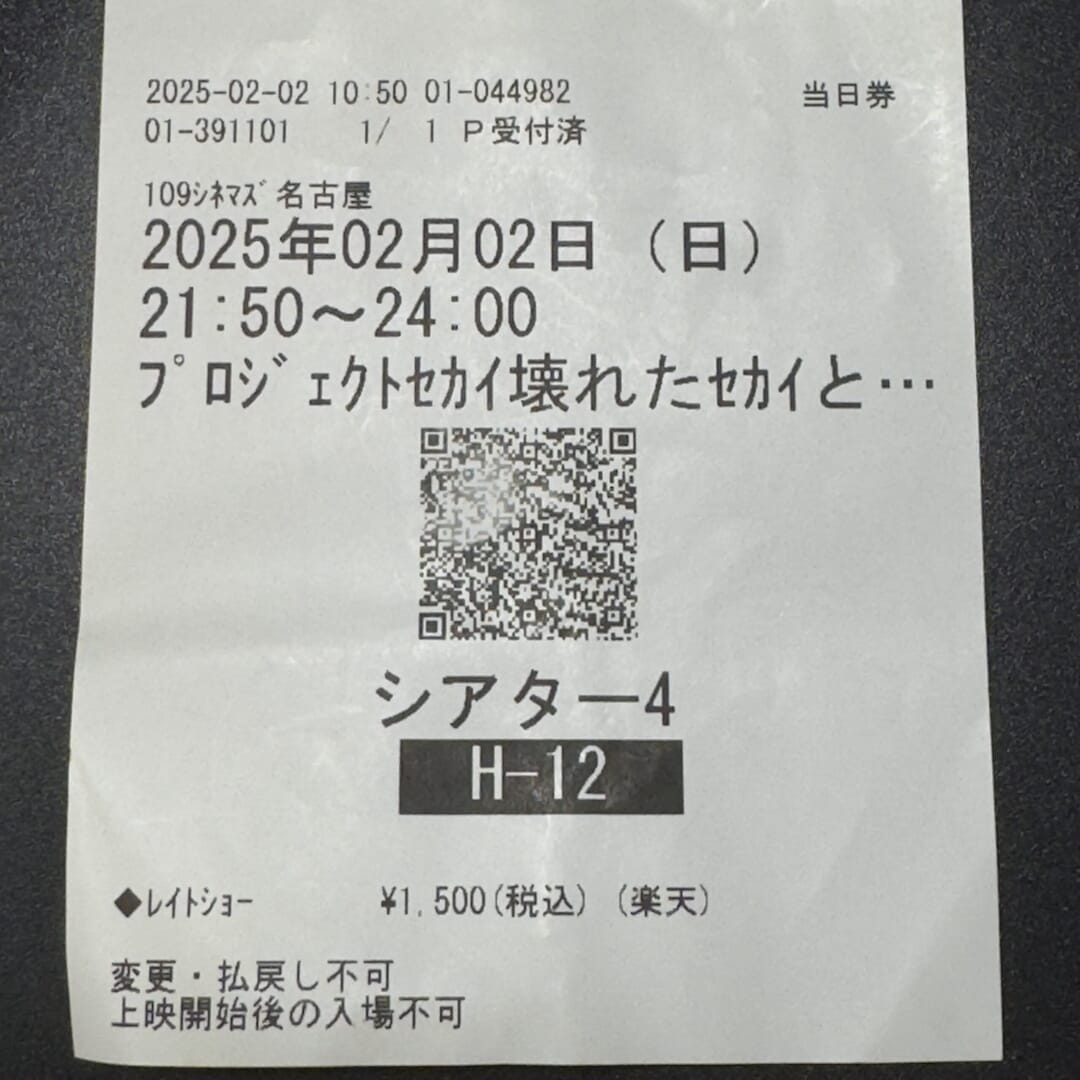 2025-02-02 10:50 01-044982 当日券
01-391101 1/ 1 P受付済
109ｼﾈﾏｽﾞ名古屋
2025年02月02日（日）
21:50～24:00
ﾌﾟﾛｼﾞｪｸﾄｾｶｲ壊れたｾｶｲと…
シアター4
H-12
◆ﾚｲﾄｼｮｰ ¥1,500(税込)（楽天）
変更・払戻し不可
上映開始後の入場不可